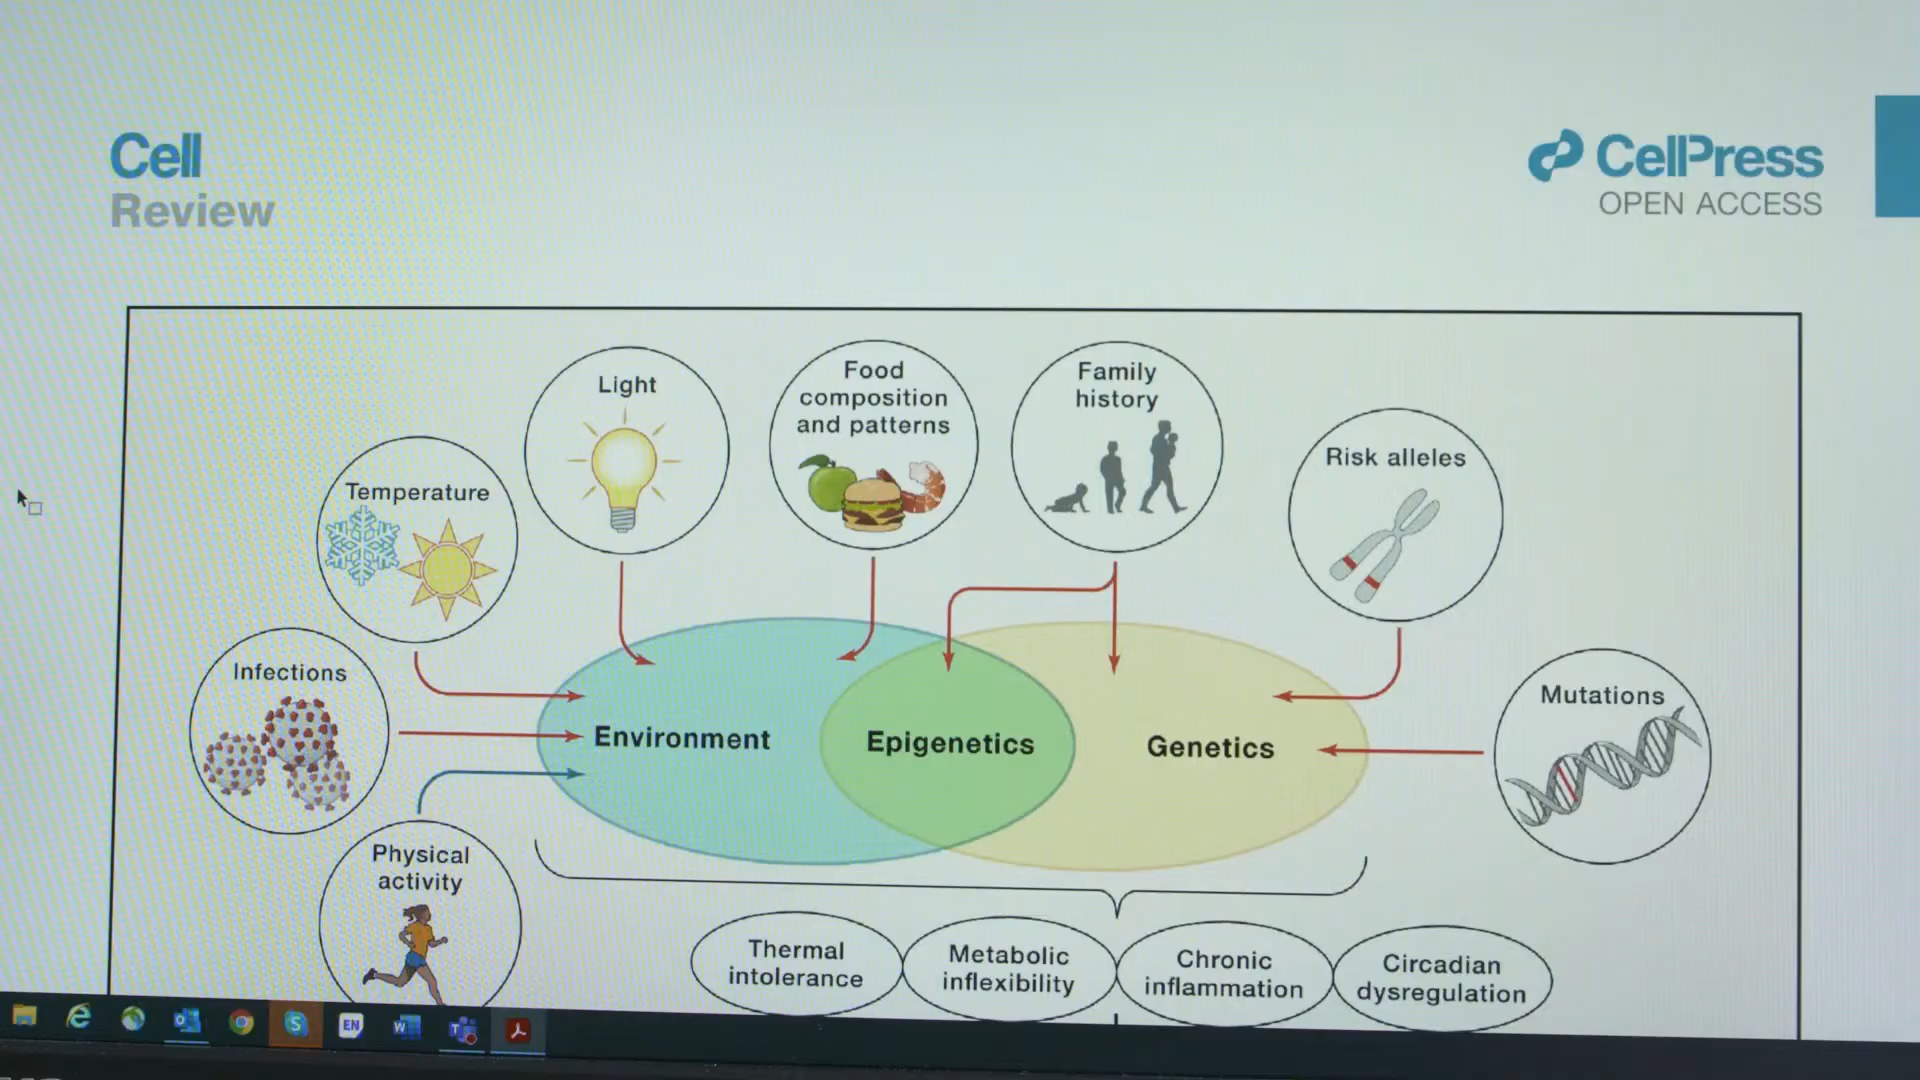 Cell
Review
CellPress
OPEN ACCESS
Light
Food
composition
and patterns
Family
history
Risk alleles
Temperature
Infections
Mutations
Environment
Epigenetics
Genetics
Physical
activity
Thermal
intolerance
Metabolic
inflexibility
Chronic
inflammation
Circadian
dysregulation
EN